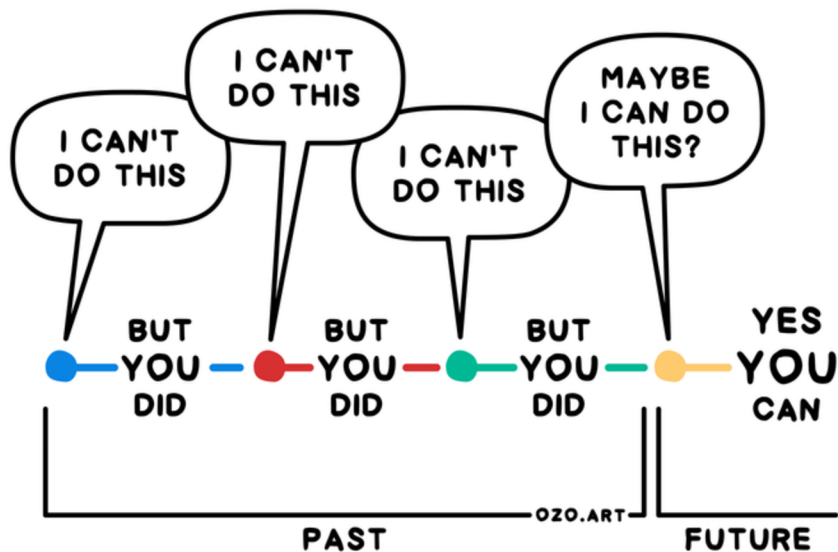 I CAN'T
DO THIS
I CAN'T
DO THIS
I CAN'T
DO THIS
MAYBE
I CAN DO
THIS?
BUT
YOU
DID
BUT
YOU
DID
BUT
YOU
DID
YES
YOU
CAN
OZO.ART
PAST
FUTURE